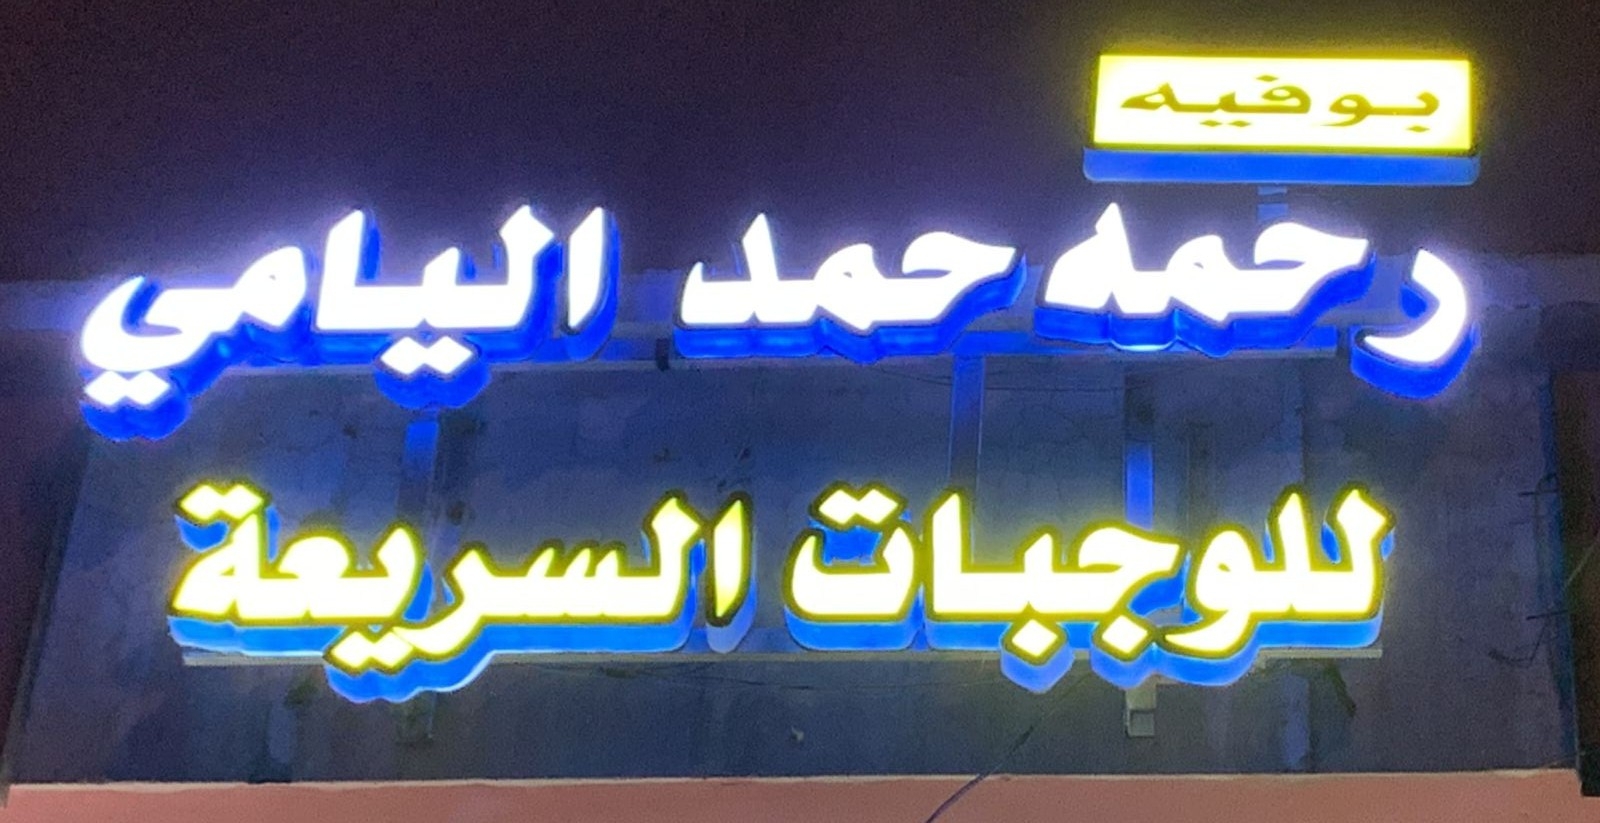 بوفيه
رحمه حمد اليامي
للوجبات السريعة